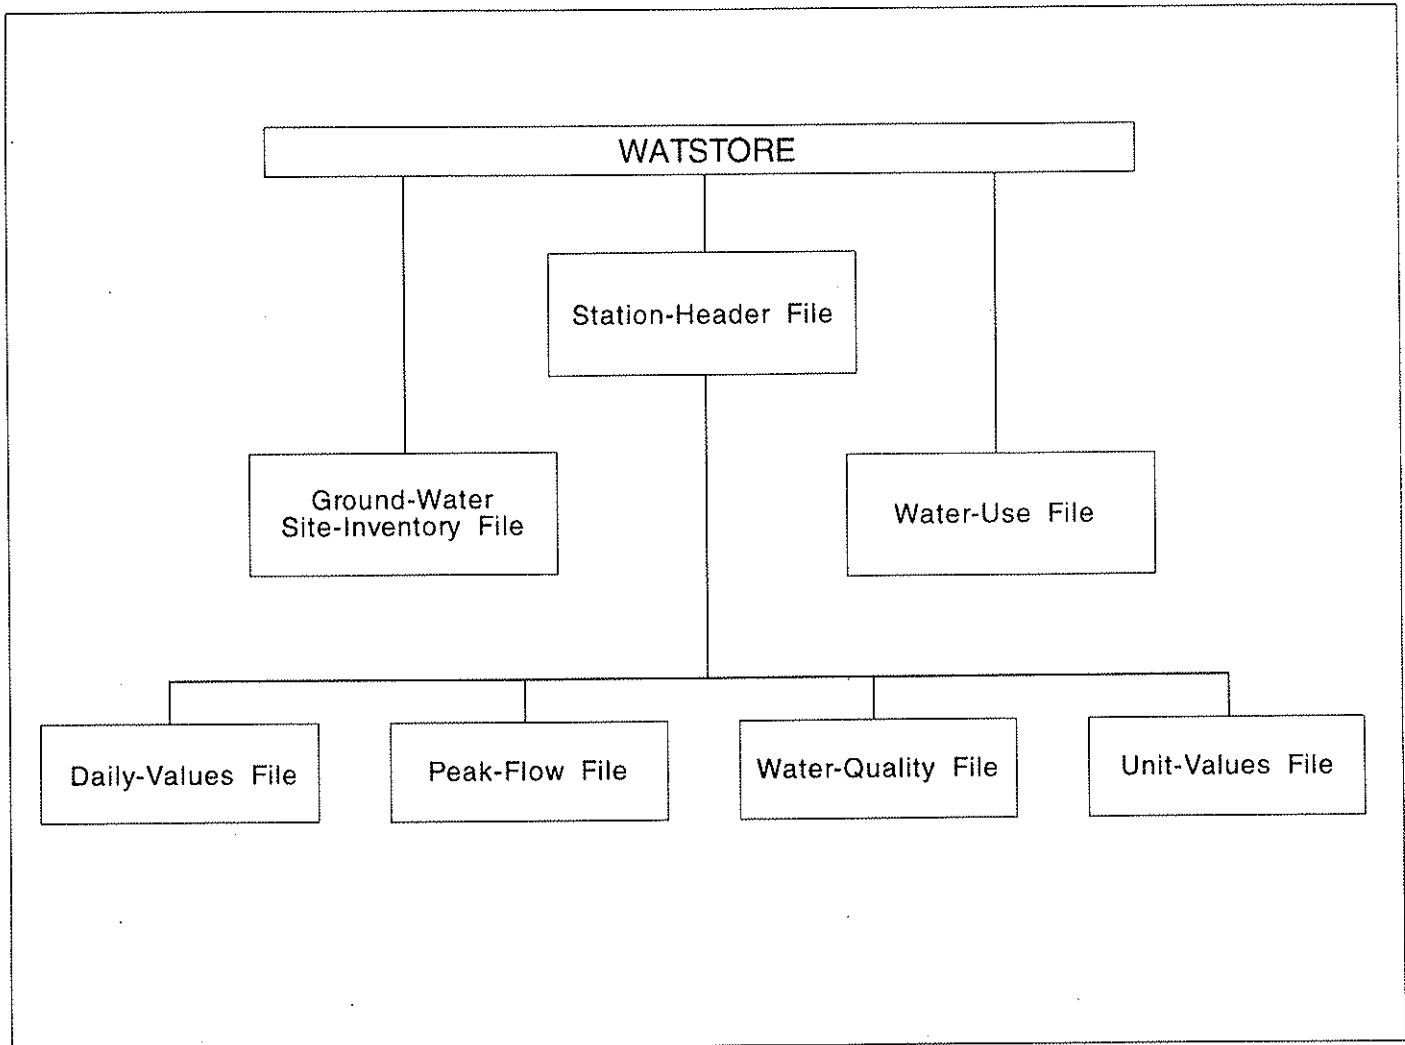 WATSTORE
Station-Header File
Ground-Water
Site-Inventory File
Water-Use File
Daily-Values File
Peak-Flow File
Water-Quality File
Unit-Values File